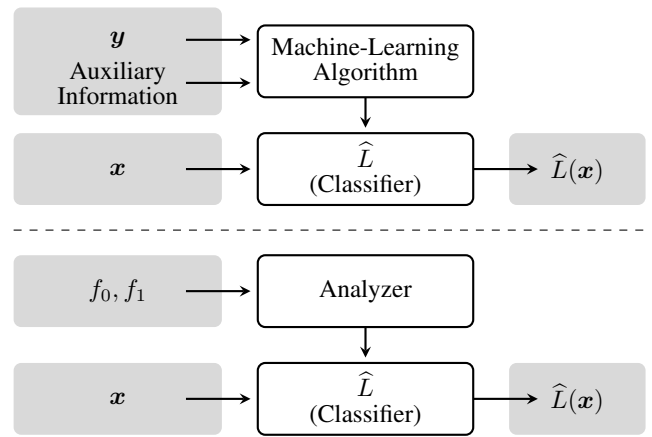 y
Auxiliary
Information
Machine-Learning
Algorithm
x
L̂
(Classifier)
L̂(x)
f₀, f₁
Analyzer
x
L̂
(Classifier)
L̂(x)